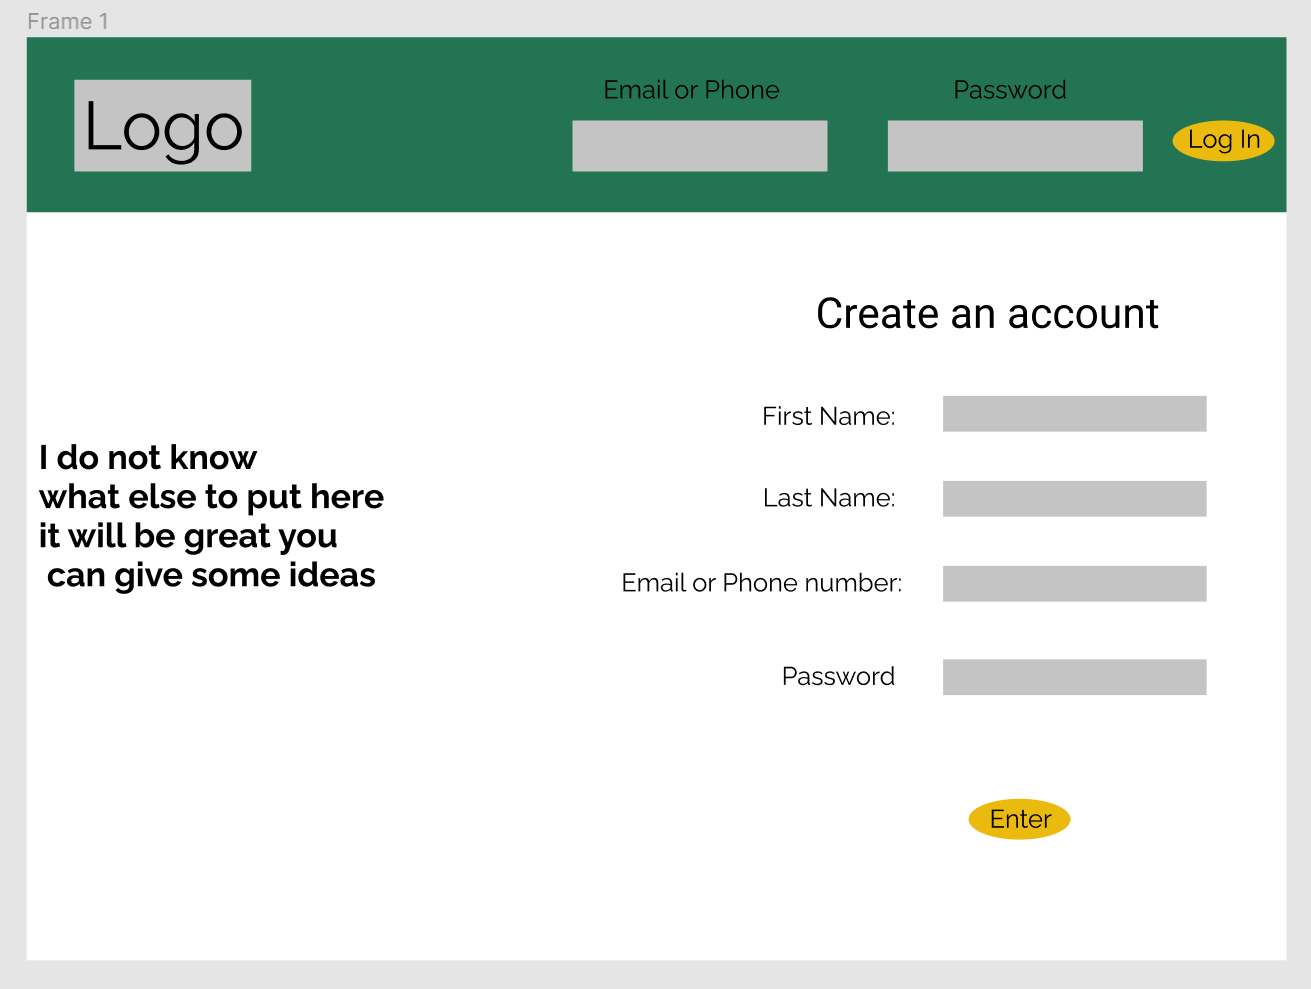 Frame 1
Logo
Email or Phone
Password
Log In
Create an account
First Name:
Last Name:
Email or Phone number:
Password
Enter
I do not know
what else to put here
it will be great you
can give some ideas